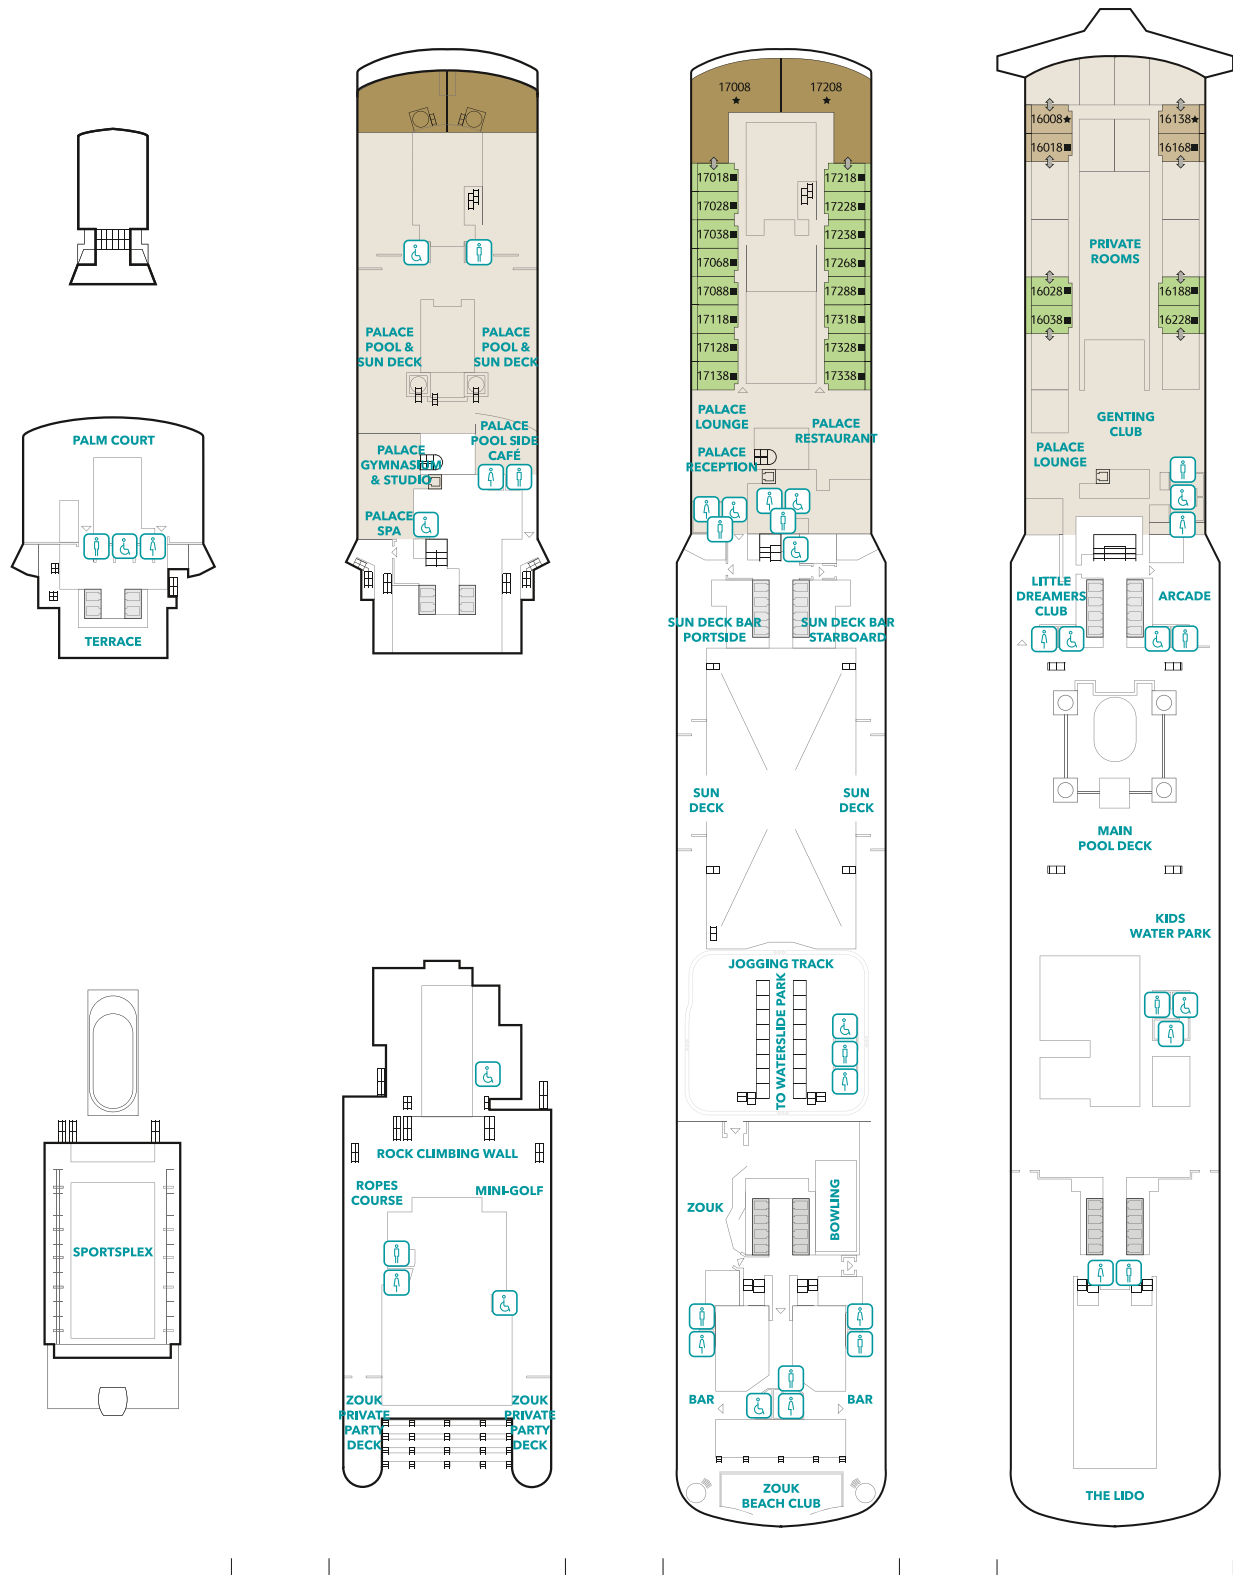 PALM COURT
TERRACE
SPORTSPLEX
PALACE
POOL &
SUN DECK
PALACE
POOL &
SUN DECK
PALACE
POOL SIDE
CAFÉ
PALACE
GYMNASIUM
& STUDIO
PALACE
SPA
ROCK CLIMBING WALL
ROPES
COURSE
MINI-GOLF
ZOUK
PRIVATE
PARTY
DECK
ZOUK
PRIVATE
PARTY
DECK
17008
17208
17018
17218
17028
17228
17038
17238
17068
17268
17088
17288
17118
17318
17128
17328
17138
17338
PALACE
LOUNGE
PALACE
RESTAURANT
PALACE
RECEPTION
SUN DECK BAR
PORTSIDE
SUN DECK BAR
STARBOARD
SUN
DECK
SUN
DECK
JOGGING TRACK
TO WATERSLIDE PARK
ZOUK
BOWLING
BAR
BAR
ZOUK
BEACH CLUB
16008
16138
16018
16168
PRIVATE
ROOMS
16028
16188
16038
16228
GENTING
CLUB
PALACE
LOUNGE
LITTLE
DREAMERS
CLUB
ARCADE
MAIN
POOL DECK
KIDS
WATER PARK
THE LIDO